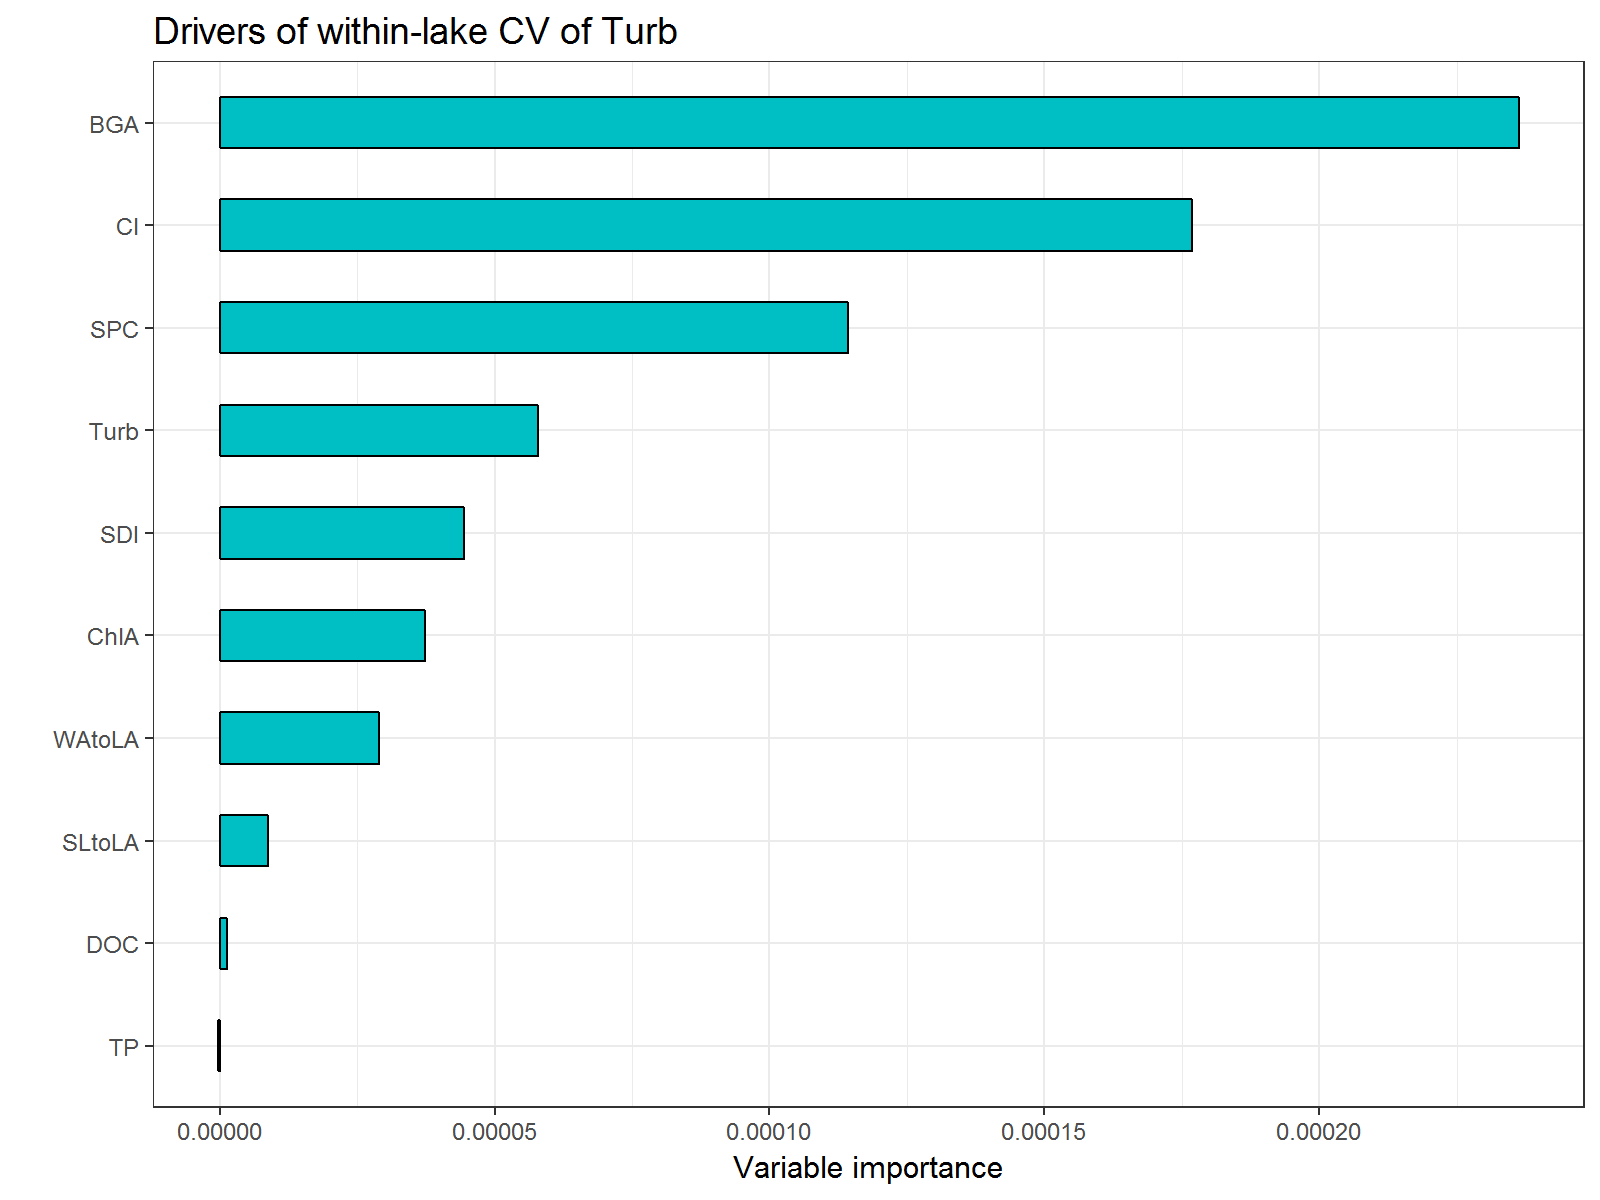 Drivers of within-lake CV of Turb
BGA
CI
SPC
Turb
SDI
ChlA
WAtoLA
SLtoLA
DOC
TP
0.00000 0.00005 0.00010 0.00015 0.00020
Variable importance